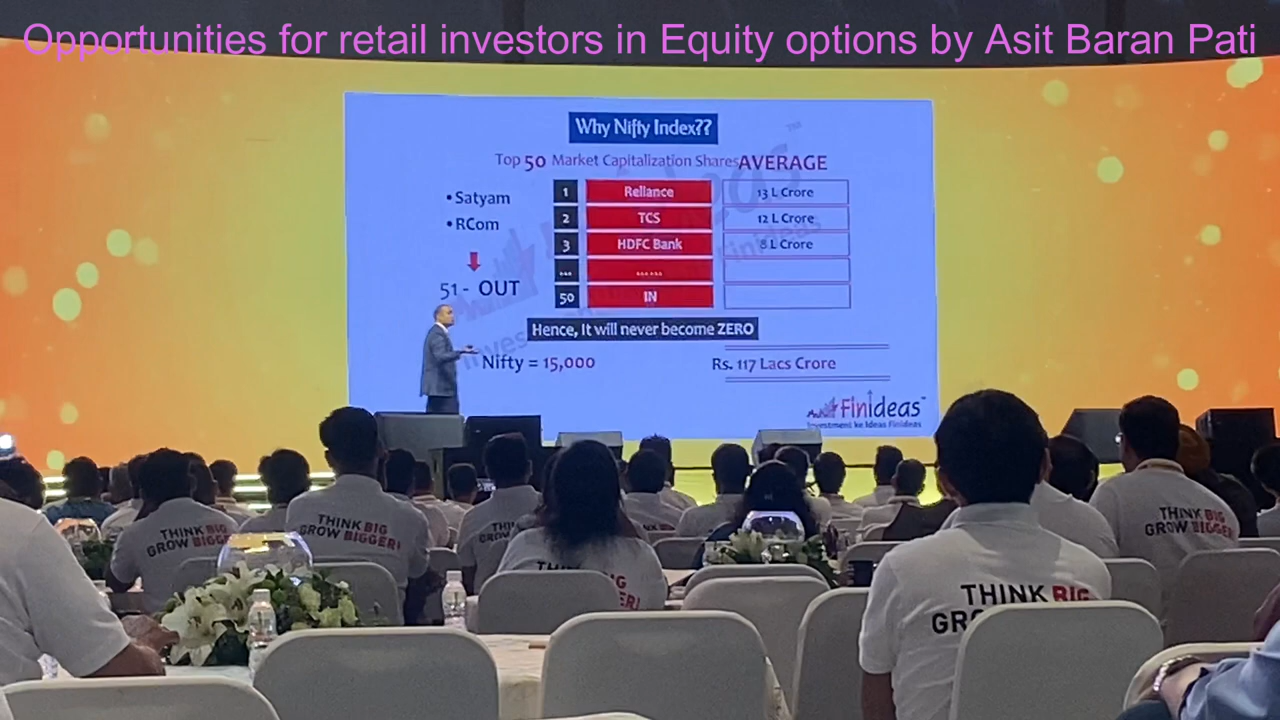 Opportunities for retail investors in Equity options by Asit Baran Pati
Why Nifty Index??
Top 50 Market Capitalization Shares AVERAGE
• Satyam
• RCom
51- OUT
1 Reliance 13 L Crore
2 TCS 12 L Crore
3 HDFC Bank 8 L Crore
... ......
50 IN
Hence, It will never become ZERO
Nifty = 15,000 Rs. 117 Lacs Crore
Finideas™
Investment ke Ideas Finideas
THINK BIG
GROW BIGGER!
THINK BIG
GROW BIGGER!
THINK BIG
THINK BIG
GROW BIGGER!